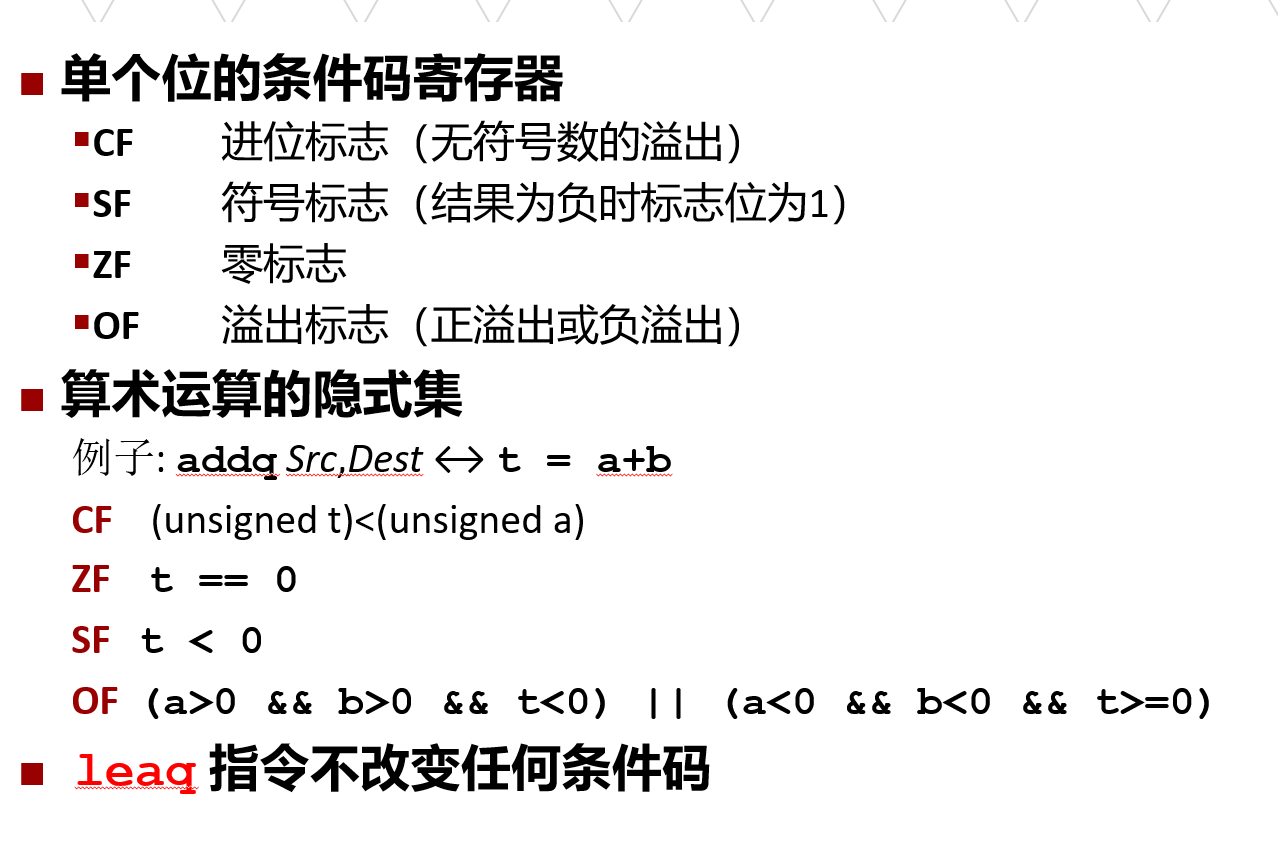 单个位的条件码寄存器
CF 进位标志（无符号数的溢出）
SF 符号标志（结果为负时标志位为1）
ZF 零标志
OF 溢出标志（正溢出或负溢出）
算术运算的隐式集
例子: addq Src,Dest ↔ t = a+b
CF (unsigned t)<(unsigned a)
ZF t == 0
SF t < 0
OF (a>0 && b>0 && t<0) || (a<0 && b<0 && t>=0)
leaq 指令不改变任何条件码